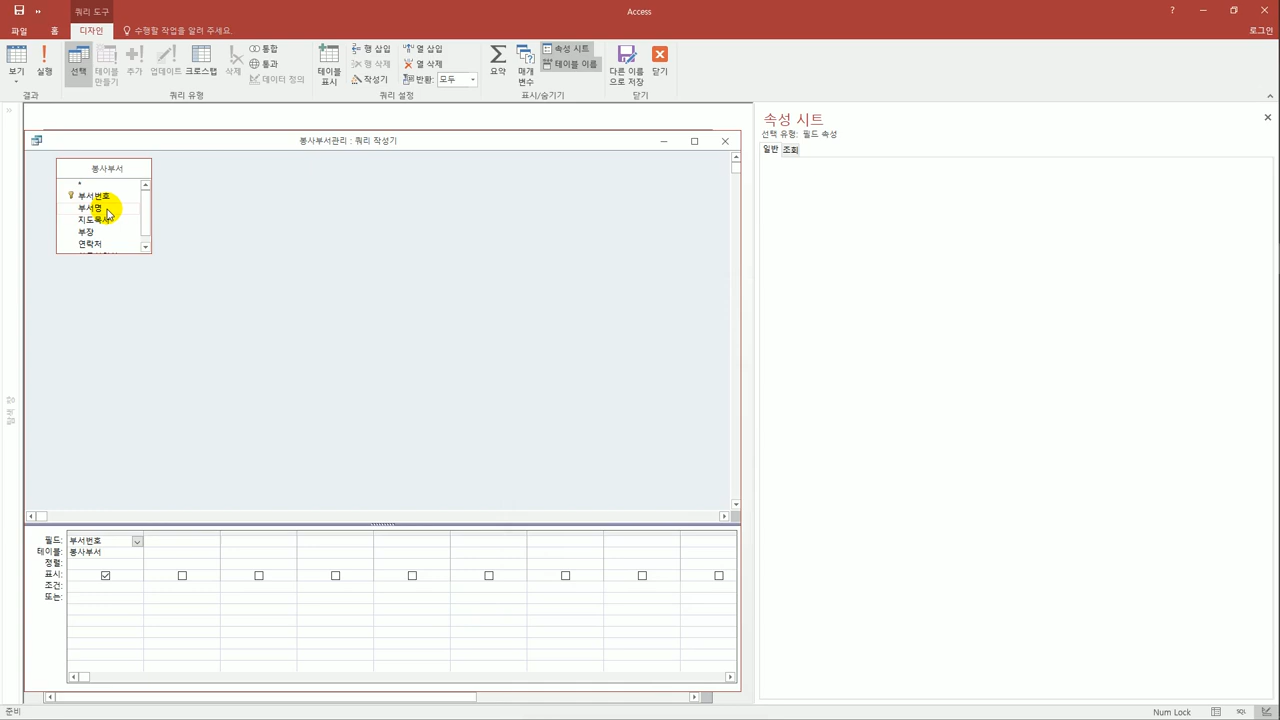 쿼리 도구
Access
?
로그인
파일
홈
디자인
수행할 작업을 알려 주세요.
보기
실행
선택
테이블
만들기
추가
업데이트
크로스탭
삭제
통합
통과
데이터 정의
테이블
표시
행 삽입
행 삭제
작성기
열 삽입
열 삭제
반환: 모두
요약
매개
변수
속성 시트
테이블 이름
다른 이름
으로 저장
닫기
결과
쿼리 유형
쿼리 설정
표시/숨기기
닫기
봉사부서관리 : 쿼리 작성기
봉사부서
*
부서번호
부서명
지도목사
부장
연락저
탐색 창
필드: 부서번호
테이블: 봉사부서
정렬:
표시:
조건:
또는:
속성 시트
선택 유형: 필드 속성
일반 조회
준비
Num Lock
SQL